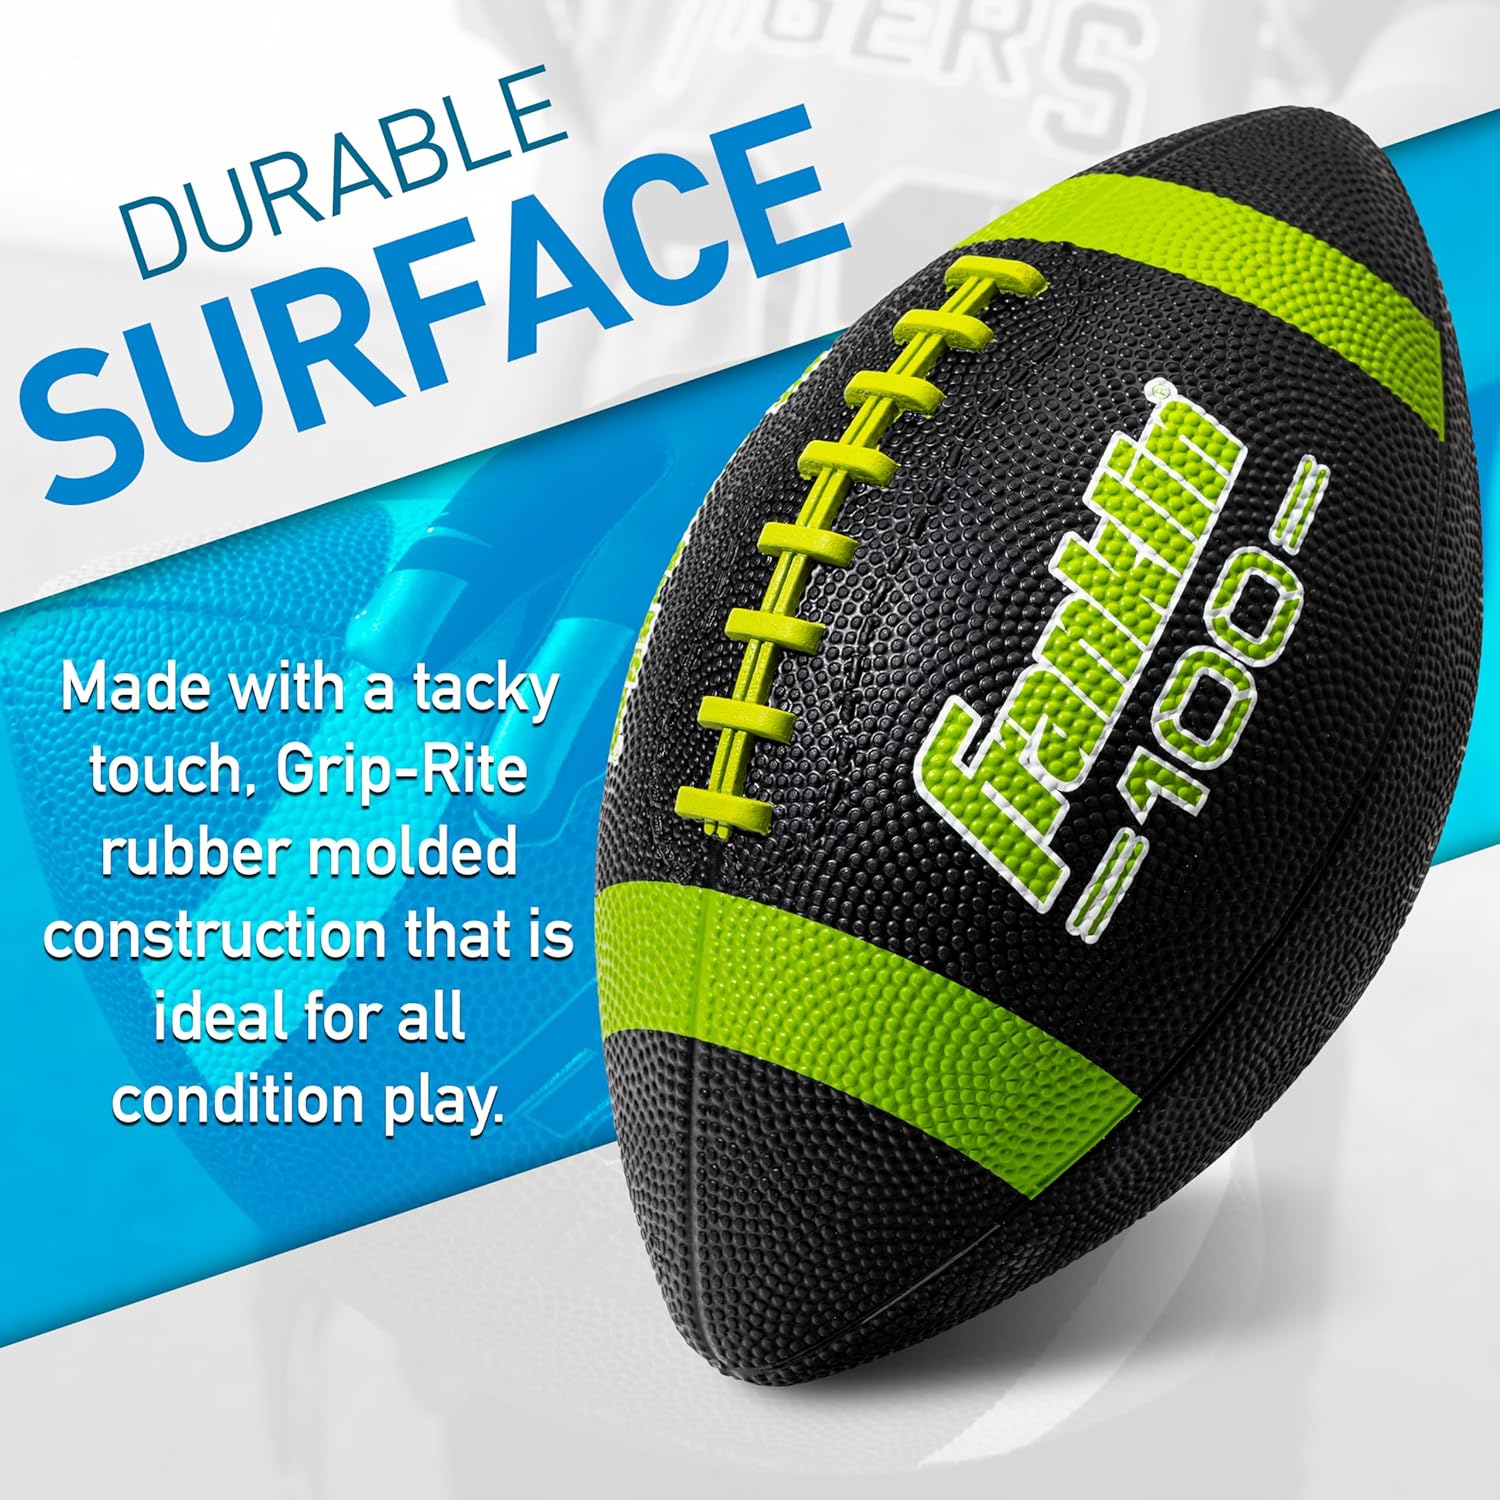 DURABLE
SURFACE
Made with a tacky
touch, Grip-Rite
rubber molded
construction that is
ideal for all
condition play.
Franklin®
100